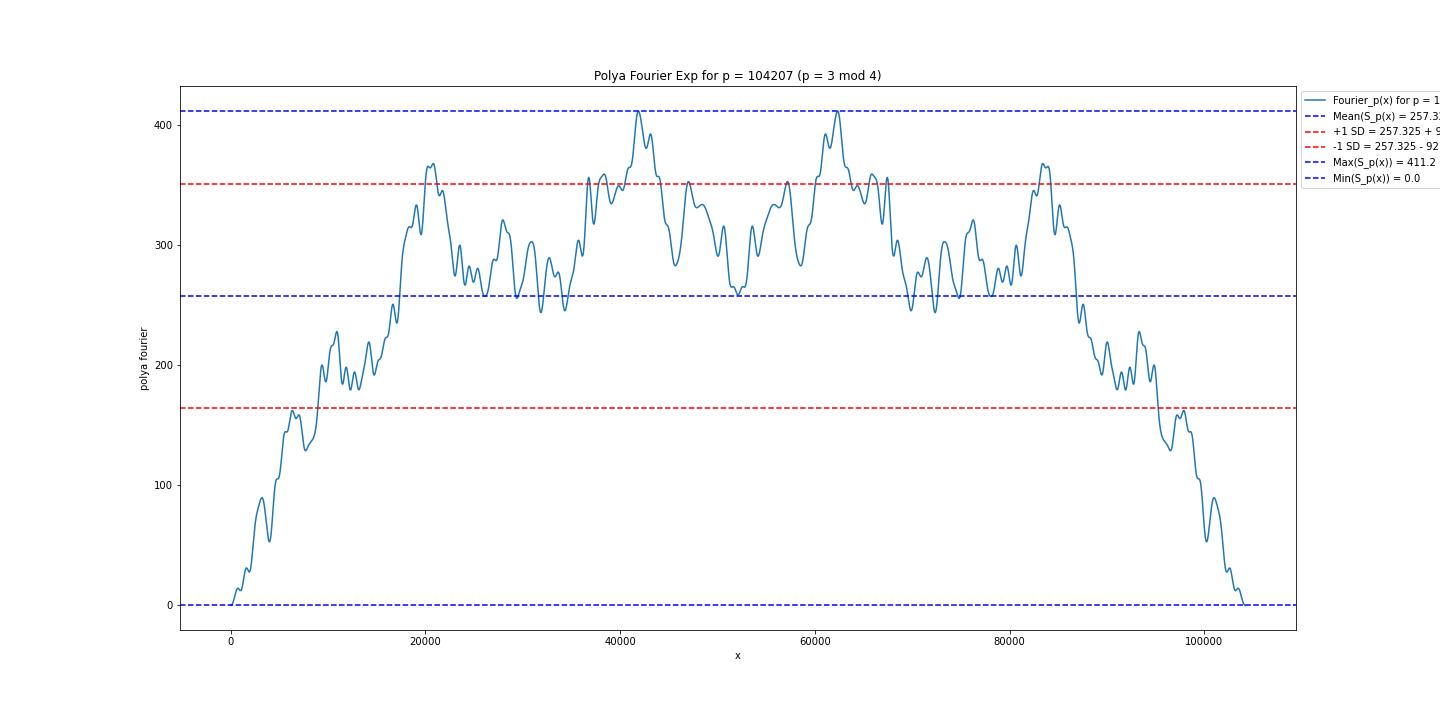 Polya Fourier Exp for p = 104207 (p = 3 mod 4)
400
300
200
100
0
polya fourier
0
20000
40000
60000
80000
100000
x
Fourier_p(x) for p = 1
Mean(S_p(x) = 257.3
+1 SD = 257.325 + 9
-1 SD = 257.325 - 92
Max(S_p(x)) = 411.2
Min(S_p(x)) = 0.0